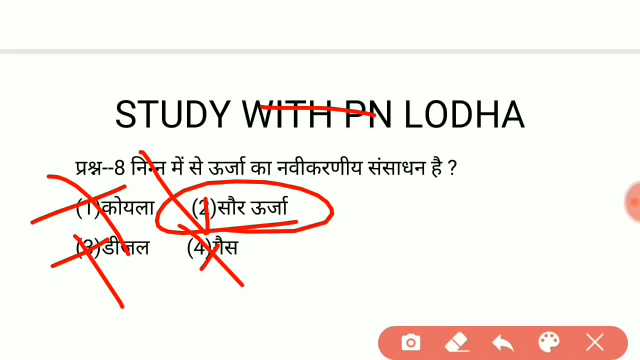 STUDY WITH PN LODHA
प्रश्न--8 निम्न में से ऊर्जा का नवीकरणीय संसाधन है ?
(1)कोयला (2)सौर ऊर्जा
(3)डीजल (4)गैस